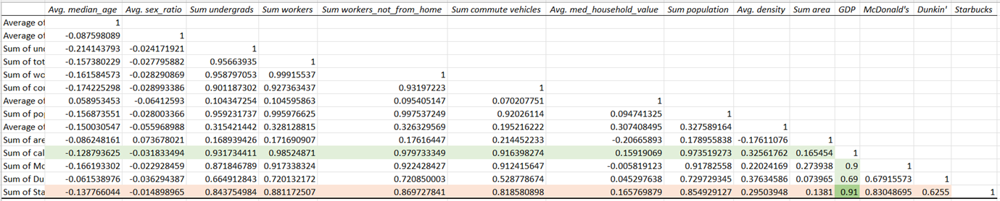 Avg. median_age Avg. sex_ratio Sum undergrads Sum workers Sum workers_not_from_home Sum commute vehicles Avg. med_household_value Sum population Avg. density Sum area GDP McDonald's Dunkin' Starbucks
Average of 1
Average of -0.087598089 1
Sum of un -0.214143793 -0.024171921 1
Sum of tot -0.157380229 -0.027795882 0.95663935 1
Sum of wo -0.161584573 -0.028290869 0.958797053 0.99915537 1
Sum of co -0.174225298 -0.028993386 0.901187302 0.927363437 0.93197223 1
Average of 0.058953453 -0.06412593 0.104347254 0.104595863 0.095405147 0.070207751 1
Sum of po -0.156873551 -0.028003366 0.959231737 0.995976625 0.997537249 0.92026114 0.094741325 1
Average of -0.150030547 -0.055968988 0.315421442 0.328128815 0.326329569 0.195216222 0.307408495 0.327589164 1
Sum of are -0.086248161 0.073678021 0.168939426 0.171690907 0.17616447 0.214452233 -0.20665893 0.178955838 -0.17611076 1
Sum of cal -0.128793625 -0.031833494 0.931734411 0.98524871 0.979733349 0.916398274 0.15919069 0.973519273 0.32561762 0.165454 1
Sum of Mc -0.166193302 -0.022928459 0.871846789 0.917338324 0.922428427 0.912415647 -0.005819123 0.91782558 0.22024169 0.273938 0.9 1
Sum of Du -0.061538976 -0.036294387 0.664912843 0.720132172 0.720850003 0.528778674 0.045297638 0.729729345 0.37634586 0.073965 0.69 0.67915573 1
Sum of Sta -0.137766044 -0.014898965 0.843754984 0.881172507 0.869727841 0.818580898 0.165769879 0.854929127 0.29503948 0.1381 0.91 0.83048695 0.6255 1